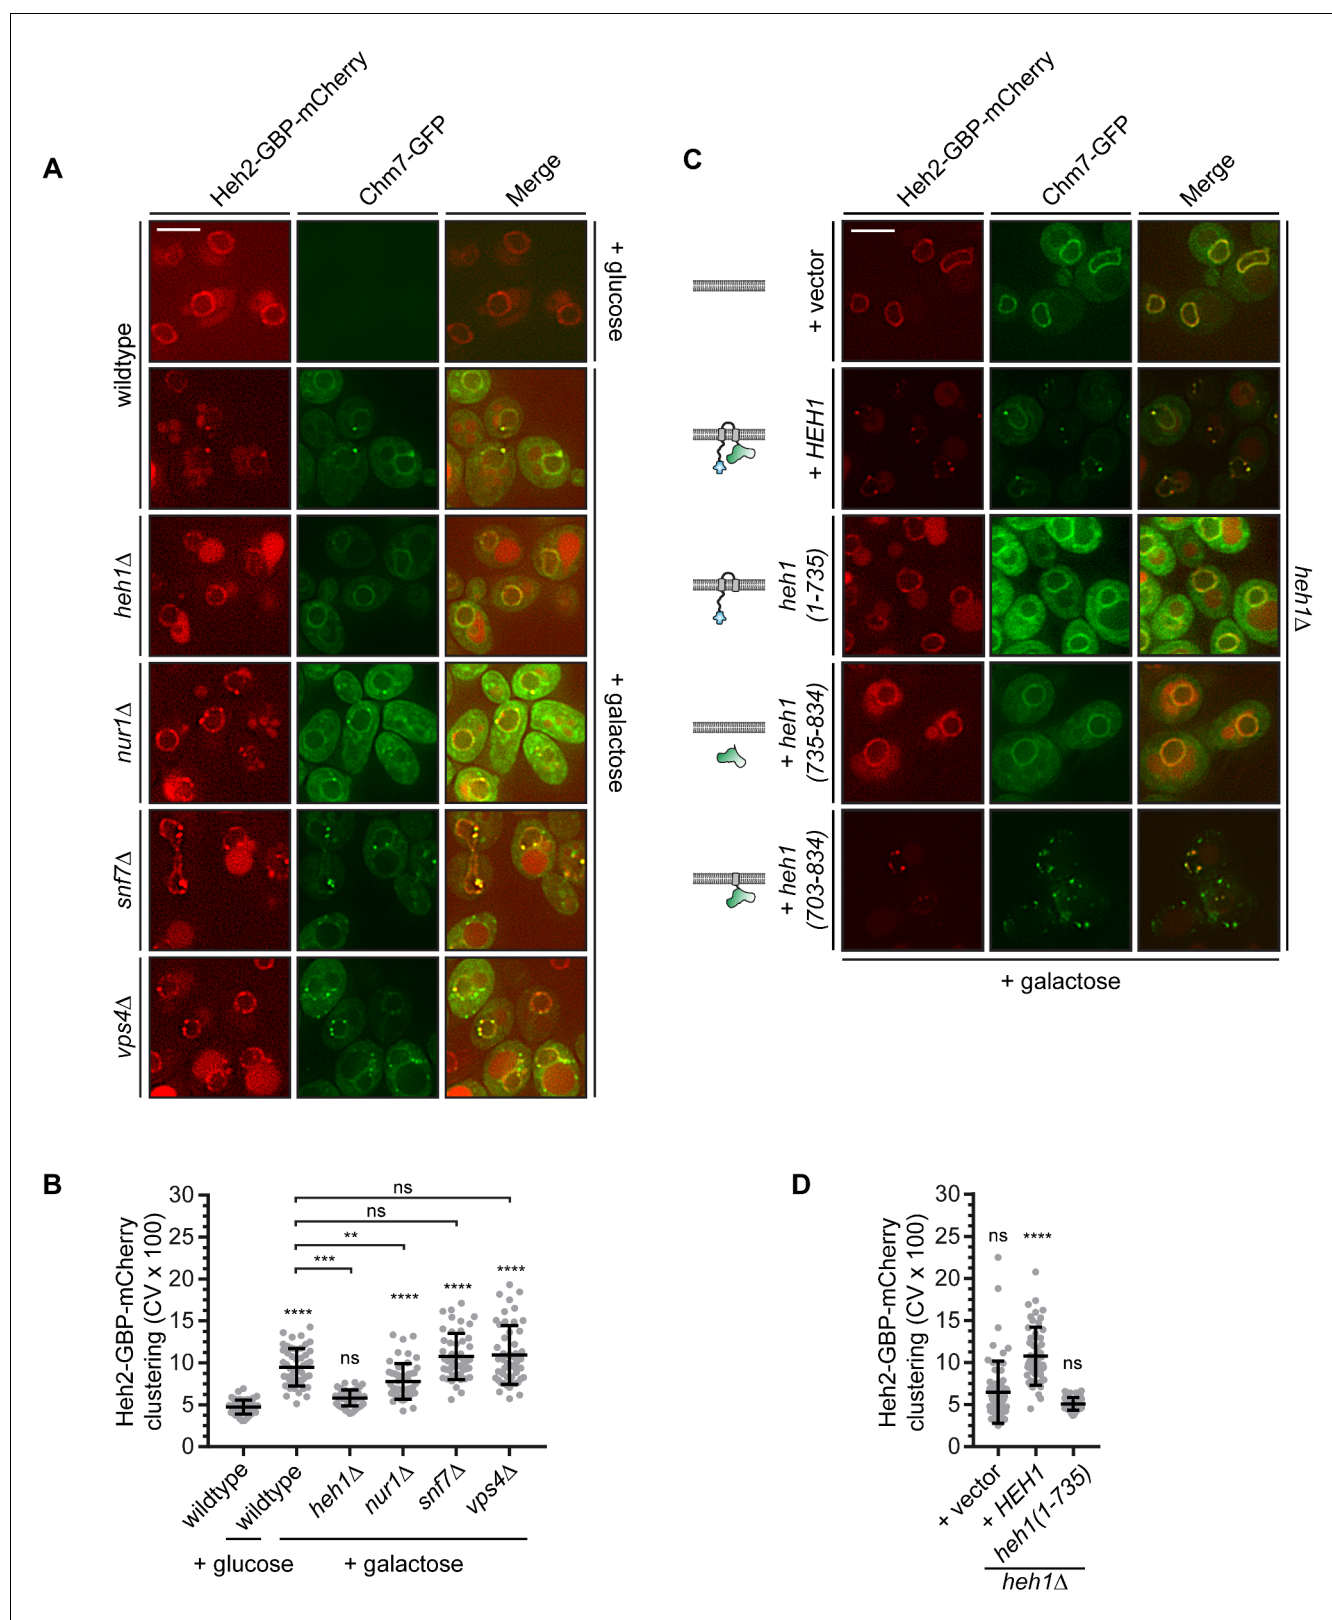 A
Heh2-GBP-mCherry
Chm7-GFP
Merge
wildtype
heh1Δ
nur1Δ
snf7Δ
vps4Δ
+ glucose
+ galactose
C
Heh2-GBP-mCherry
Chm7-GFP
Merge
+ vector
+ HEH1
heh1
(1-735)
+ heh1
(735-834)
+ heh1
(703-834)
heh1Δ
+ galactose
B
Heh2-GBP-mCherry
clustering (CV x 100)
30
25
20
15
10
5
0
ns
ns
**
***
****
ns
****
****
****
wildtype
wildtype
heh1Δ
nur1Δ
snf7Δ
vps4Δ
+ glucose
+ galactose
D
Heh2-GBP-mCherry
clustering (CV x 100)
30
25
20
15
10
5
0
ns
****
ns
+ vector
+ HEH1
heh1(1-735)
heh1Δ